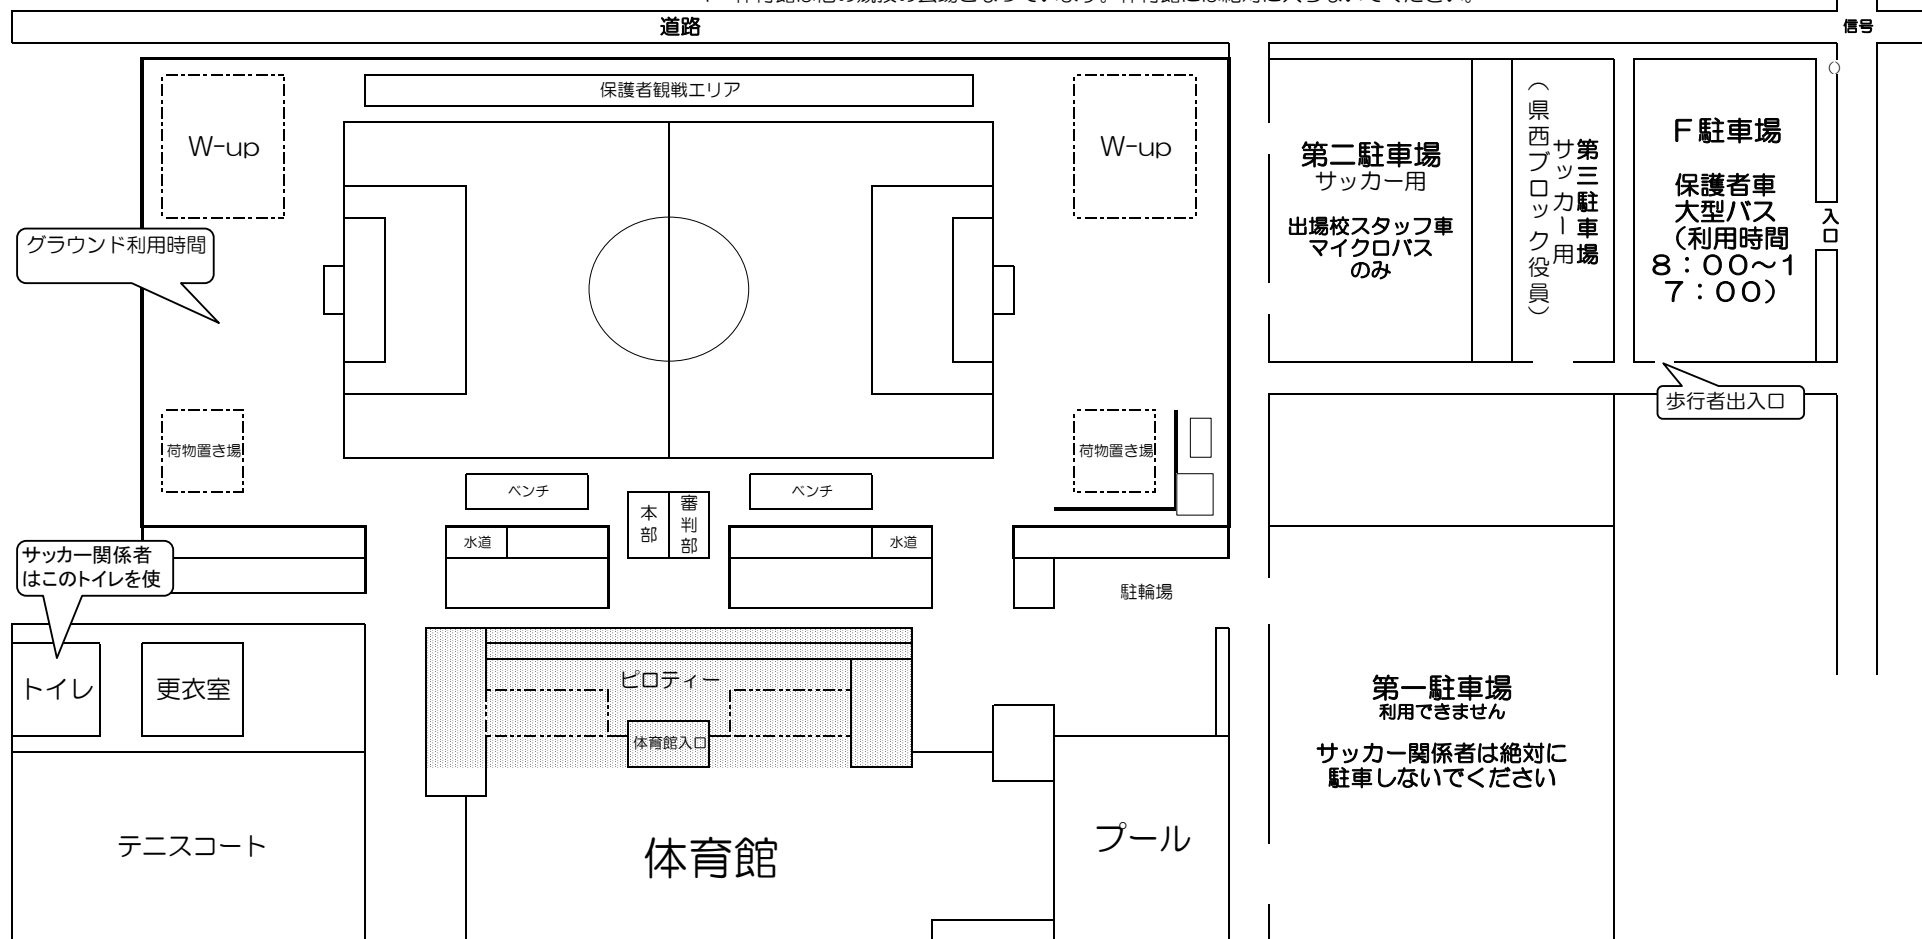 道路
信号
保護者観戦エリア
W-up
W-up
グラウンド利用時間
荷物置き場
荷物置き場
ベンチ
ベンチ
本部
審判部
水道
水道
サッカー関係者
はこのトイレを使
駐輪場
トイレ
更衣室
ピロティー
体育館入口
テニスコート
体育館
プール
第二駐車場
サッカー用
出場校スタッフ車
マイクロバス
のみ
第三駐車場
サッカー用
（県西ブロック役員）
Ｆ駐車場
保護者車
大型バス
（利用時間
８：００～１
７：００）
入口
歩行者出入口
第一駐車場
利用できません
サッカー関係者は絶対に
駐車しないでください